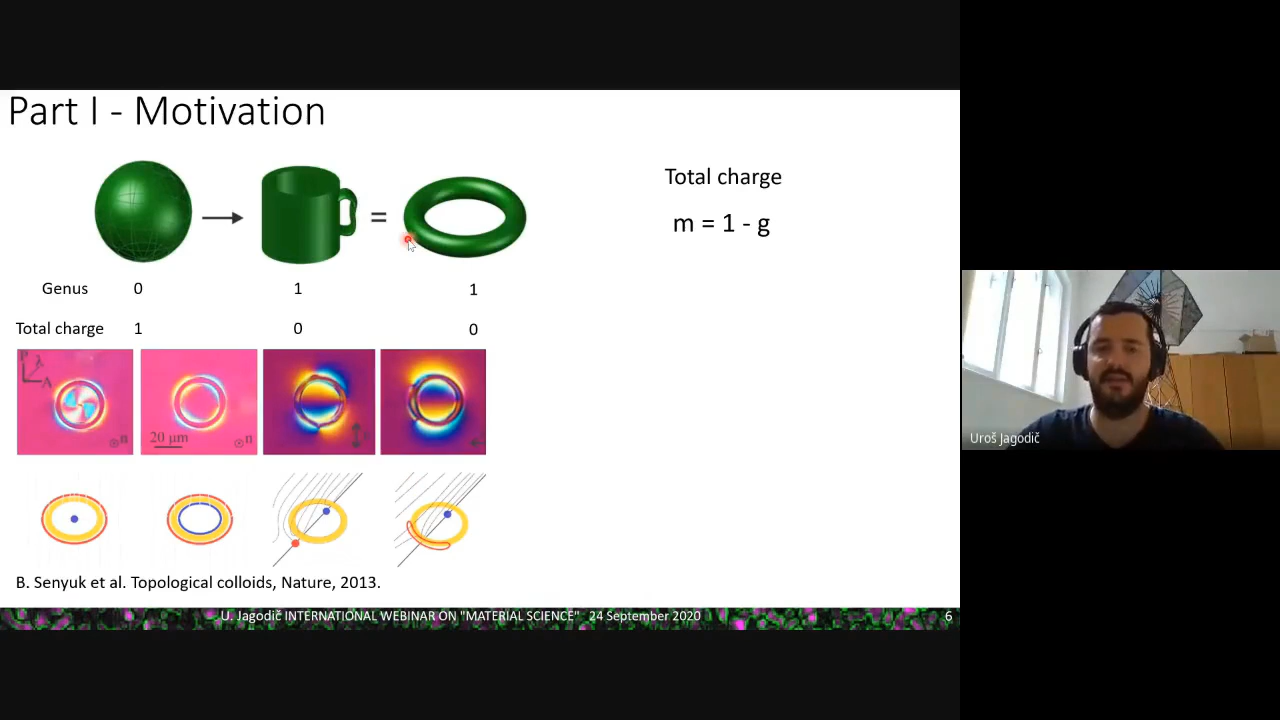 Part I - Motivation
=
Total charge
m = 1 - g
Genus 0 1 1
Total charge 1 0 0
P λ
A
n
20 µm n
B. Senyuk et al. Topological colloids, Nature, 2013.
U. Jagodič INTERNATIONAL WEBINAR ON "MATERIAL SCIENCE" 24 September 2020
6
Uroš Jagodič